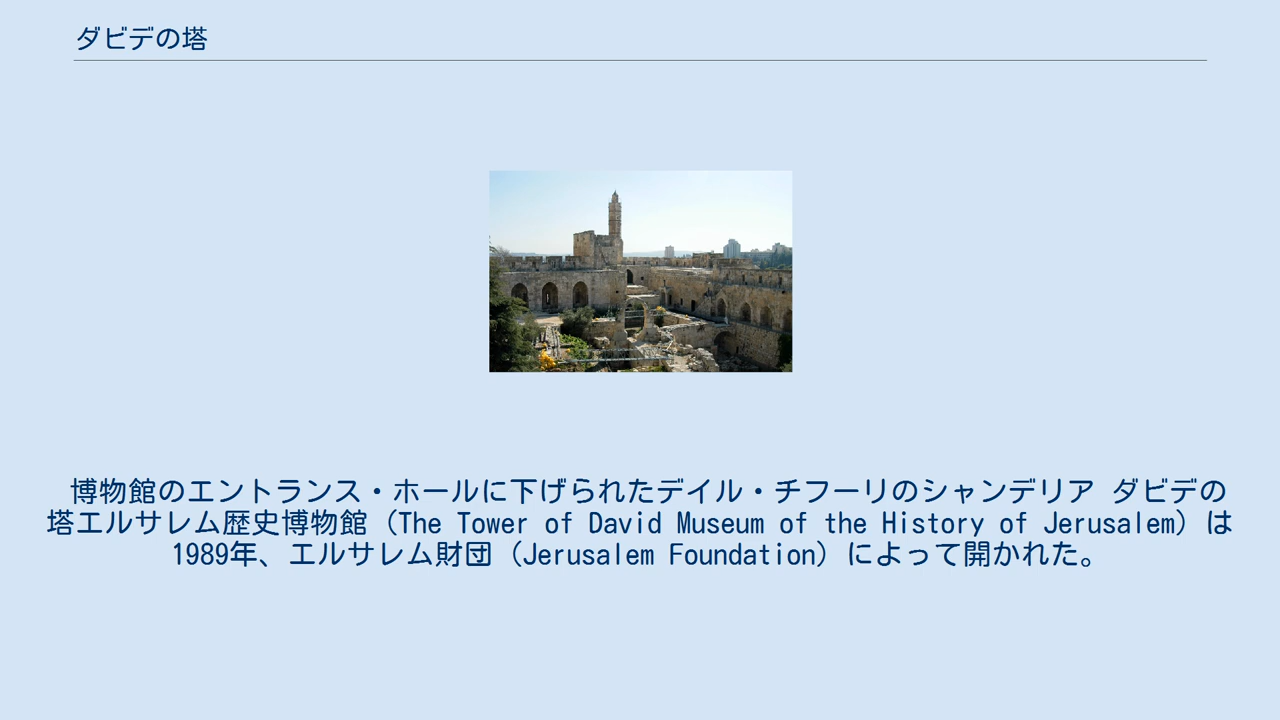 ダビデの塔
博物館のエントランス・ホールに下げられたデイル・チフーリのシャンデリア ダビデの
塔エルサレム歴史博物館（The Tower of David Museum of the History of Jerusalem）は
1989年、エルサレム財団（Jerusalem Foundation）によって開かれた。